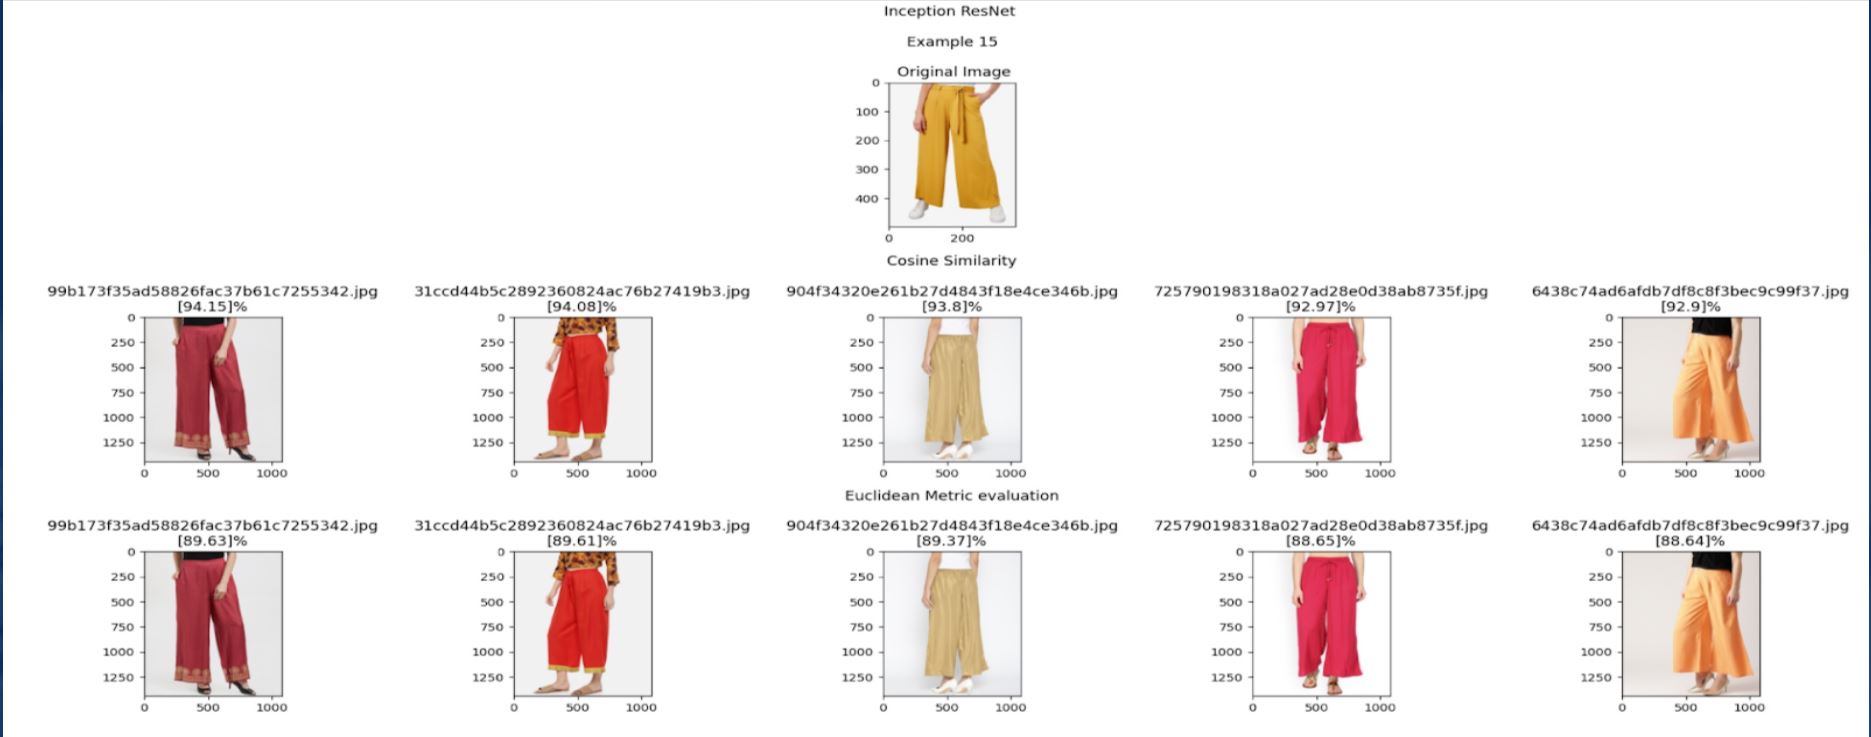 Inception ResNet
Example 15
Original Image
0
100
200
300
400
0 200
Cosine Similarity
99b173f35ad58826fac37b61c7255342.jpg 31ccd44b5c2892360824ac76b27419b3.jpg 904f34320e261b27d4843f18e4ce346b.jpg 725790198318a027ad28e0d38ab8735f.jpg 6438c74ad6afdb7df8c8f3bec9c99f37.jpg
[94.15]% [94.08]% [93.8]% [92.97]% [92.9]%
0 0 0 0 0
250 250 250 250 250
500 500 500 500 500
750 750 750 750 750
1000 1000 1000 1000 1000
1250 1250 1250 1250 1250
0 500 1000 0 500 1000 0 500 1000 0 500 1000 0 500 1000
Euclidean Metric evaluation
99b173f35ad58826fac37b61c7255342.jpg 31ccd44b5c2892360824ac76b27419b3.jpg 904f34320e261b27d4843f18e4ce346b.jpg 725790198318a027ad28e0d38ab8735f.jpg 6438c74ad6afdb7df8c8f3bec9c99f37.jpg
[89.63]% [89.61]% [89.37]% [88.65]% [88.64]%
0 0 0 0 0
250 250 250 250 250
500 500 500 500 500
750 750 750 750 750
1000 1000 1000 1000 1000
1250 1250 1250 1250 1250
0 500 1000 0 500 1000 0 500 1000 0 500 1000 0 500 1000